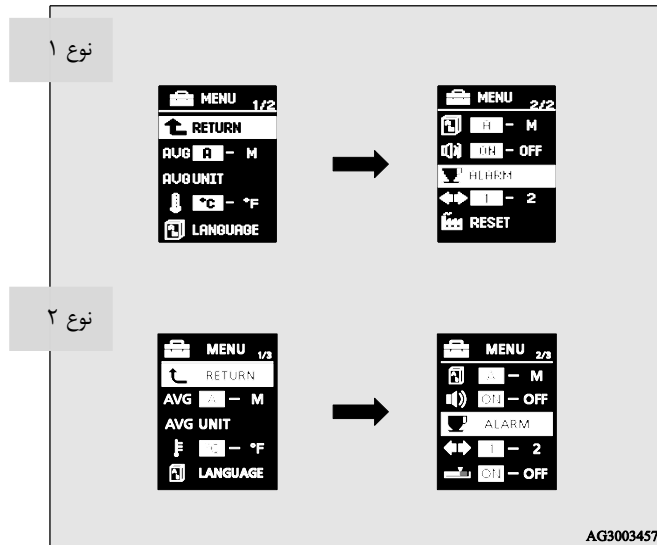 نوع ۱
MENU 1/2
RETURN
AVG A - M
AVG UNIT
°C - °F
LANGUAGE
MENU 2/2
A - M
ON - OFF
ALARM
1 - 2
RESET
نوع ۲
MENU 1/3
RETURN
AVG A - M
AVG UNIT
°C - °F
LANGUAGE
MENU 2/3
A - M
ON - OFF
ALARM
1 - 2
ON - OFF
AG3003457